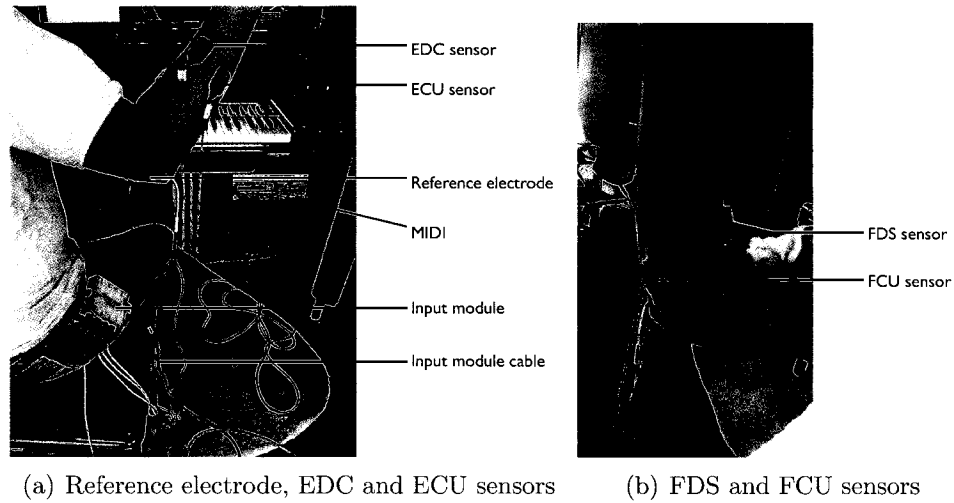 EDC sensor
ECU sensor
Reference electrode
MIDI
Input module
Input module cable
FDS sensor
FCU sensor
(a) Reference electrode, EDC and ECU sensors
(b) FDS and FCU sensors